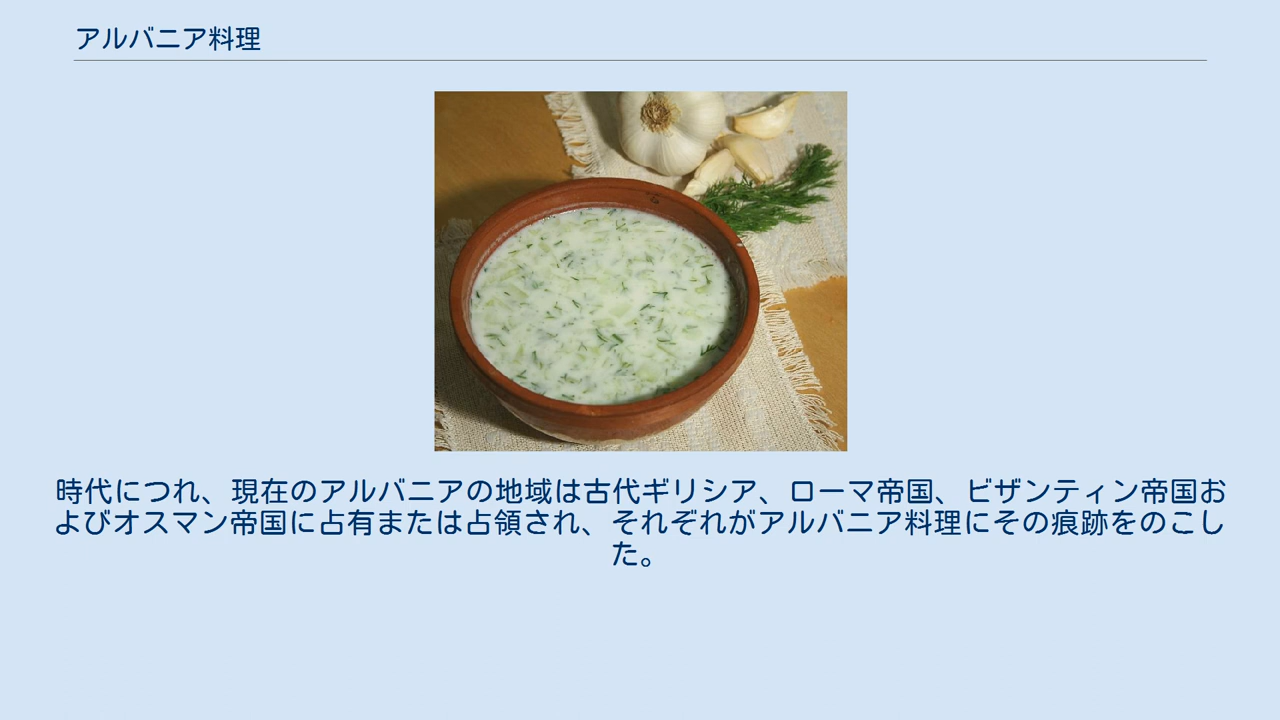 アルバニア料理
時代につれ、現在のアルバニアの地域は古代ギリシア、ローマ帝国、ビザンティン帝国お
よびオスマン帝国に占有または占領され、それぞれがアルバニア料理にその痕跡をのこし
た。